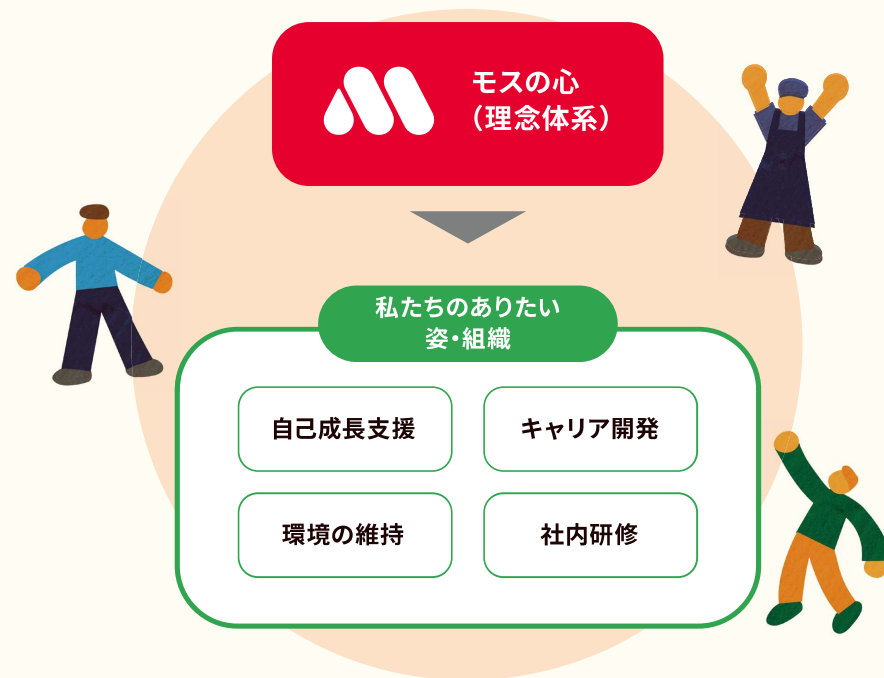 モスの心
（理念体系）
私たちのありたい
姿・組織
自己成長支援
キャリア開発
環境の維持
社内研修